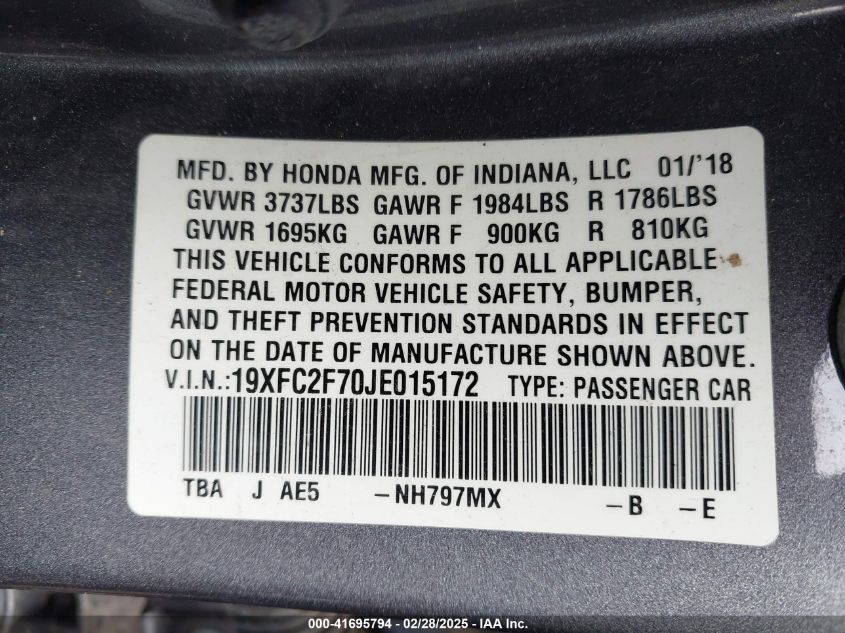 MFD. BY HONDA MFG. OF INDIANA, LLC 01/'18
GVWR 3737LBS GAWR F 1984LBS R 1786LBS
GVWR 1695KG GAWR F 900KG R 810KG
THIS VEHICLE CONFORMS TO ALL APPLICABLE
FEDERAL MOTOR VEHICLE SAFETY, BUMPER,
AND THEFT PREVENTION STANDARDS IN EFFECT
ON THE DATE OF MANUFACTURE SHOWN ABOVE.
V.I.N.:19XFC2F70JE015172 TYPE: PASSENGER CAR
TBA J AE5 -NH797MX -B -E
000-41695794 - 02/28/2025 - IAA Inc.